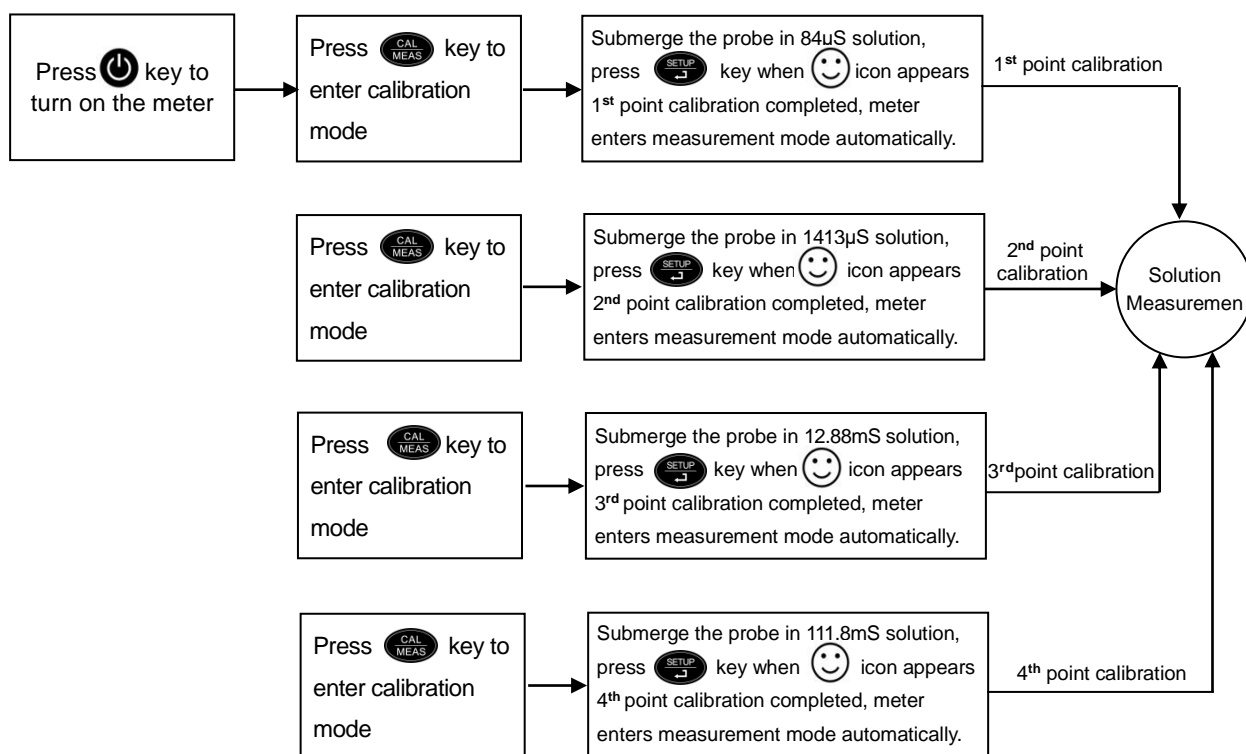 Press key to
turn on the meter
Press CAL
MEAS key to
enter calibration
mode
Submerge the probe in 84uS solution,
press SETUP key when icon appears
1st point calibration completed, meter
enters measurement mode automatically.
1st point calibration
Press CAL
MEAS key to
enter calibration
mode
Submerge the probe in 1413µS solution,
press SETUP key when icon appears
2nd point calibration completed, meter
enters measurement mode automatically.
2nd point
calibration
Solution
Measuremen
Press CAL
MEAS key to
enter calibration
mode
Submerge the probe in 12.88mS solution,
press SETUP key when icon appears
3rd point calibration completed, meter
enters measurement mode automatically.
3rdpoint calibration
Press CAL
MEAS key to
enter calibration
mode
Submerge the probe in 111.8mS solution,
press SETUP key when icon appears
4th point calibration completed, meter
enters measurement mode automatically.
4th point calibration